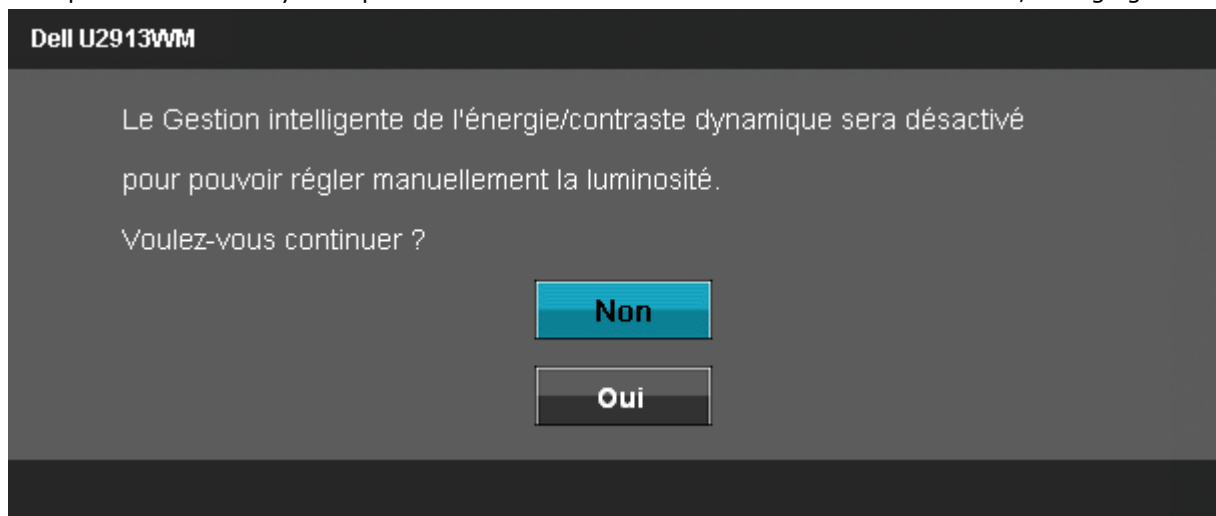 Dell U2913WM
Le Gestion intelligente de l'énergie/contraste dynamique sera désactivé
pour pouvoir régler manuellement la luminosité.
Voulez-vous continuer ?
Non
Oui